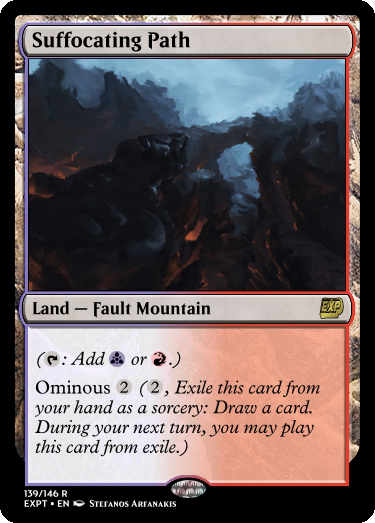 Suffocating Path
Land — Fault Mountain
EXP
(: Add or .)
Ominous 2 (2, Exile this card from
your hand as a sorcery: Draw a card.
During your next turn, you may play
this card from exile.)
139/146 R
EXPT • EN Stefanos Arfanakis